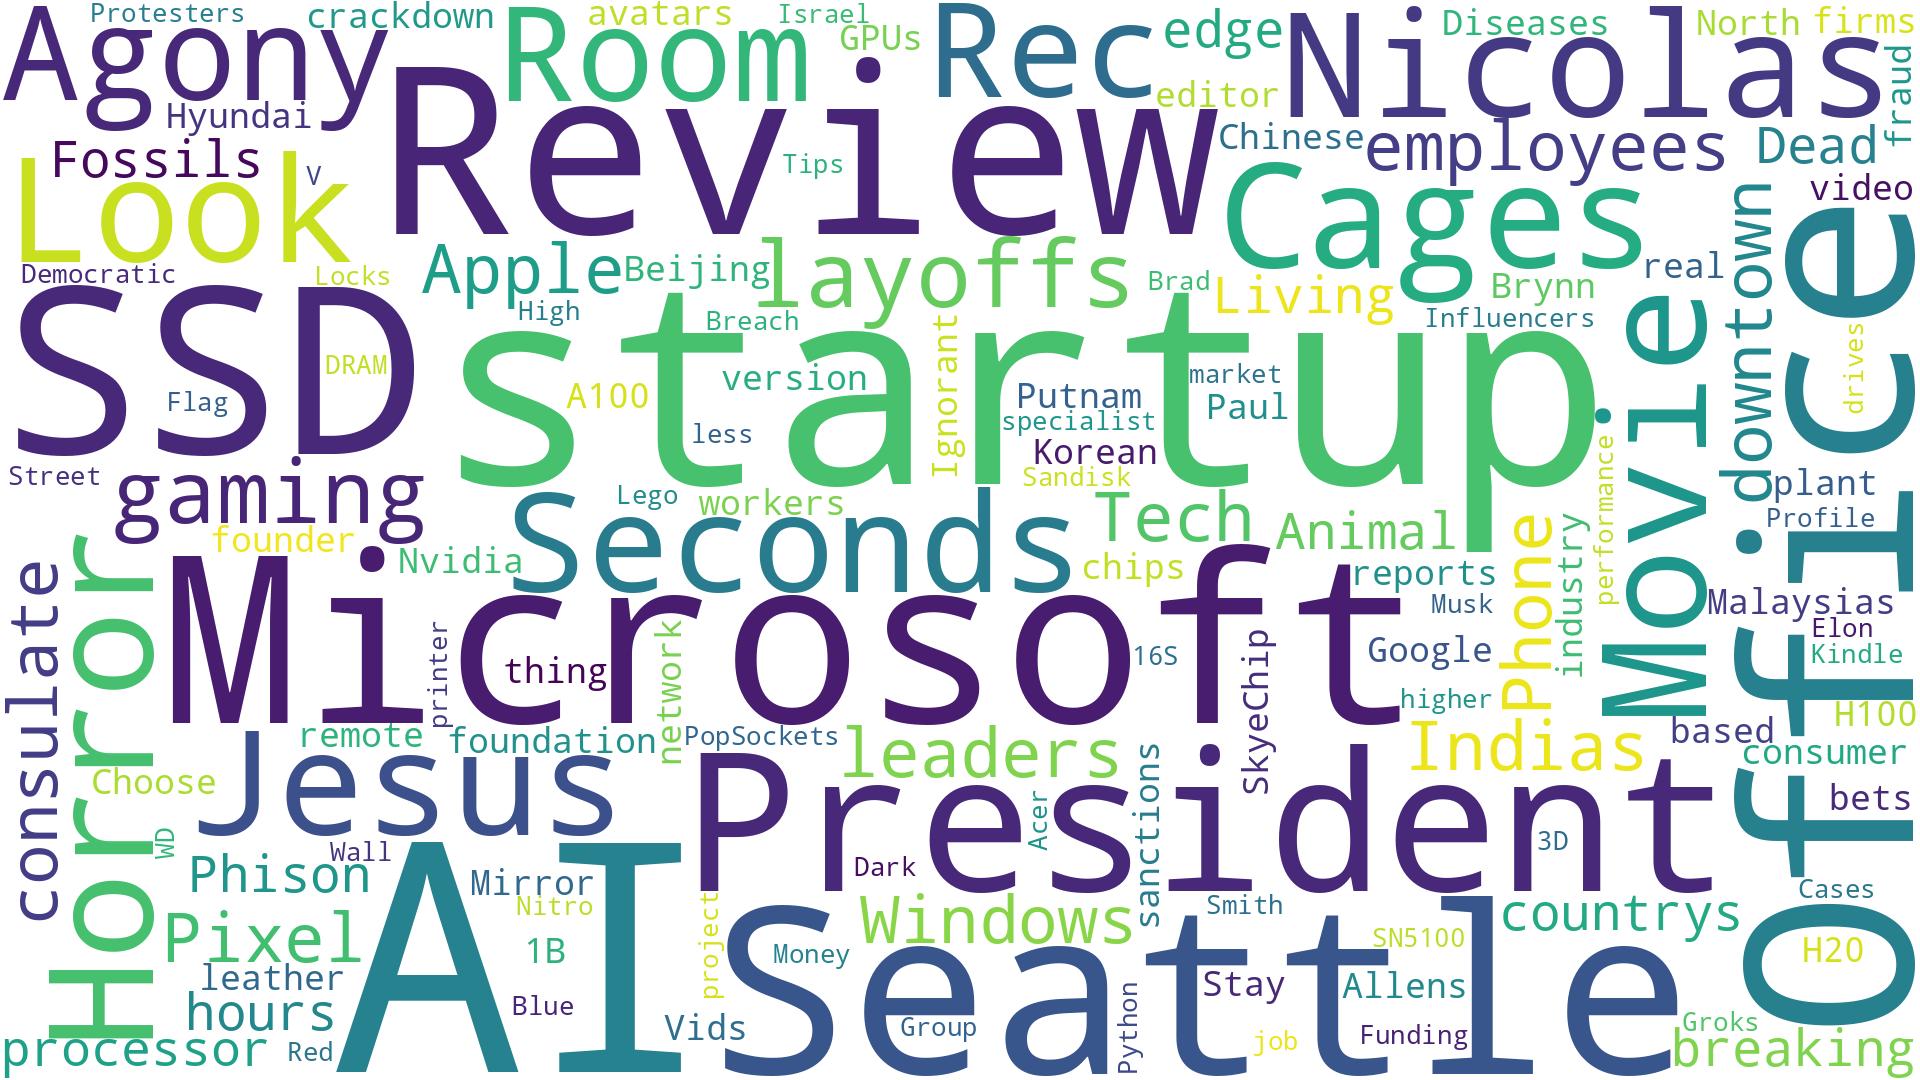 Protesters
crackdown
avatars
Israel
GPUs
edge
Diseases
North
firms
Agony
Room
Rec
Nicolas
fraud
Hyundai
Review
editor
Chinese
employees
Dead
Fossils
V
Tips
video
Look
Cages
downtown
Office
Democratic
Locks
Apple
Beijing
layoffs
Brad
Living
Brynn
real
High
Breach
Ignorant
Influencers
Movie
SSD
DRAM
Flag
startup
A100
version
less
Putnam
market
specialist
Paul
Korean
Sandisk
drives
Street
gaming
Lego
workers
Seconds
Tech
Animal
performance
plant
Profile
founder
Nvidia
chips
reports
Phone
industry
Horror
consulate
Microsoft
Musk
Malaysias
Elon
Kindle
printer
thing
network
16S
SkyeChip
Google
higher
H100
remote
foundation
PopSockets
leaders
sanctions
Indias
based
consumer
Choose
Jesus
President
bets
WD
Wall
Acer
3D
Phison
Mirror
Dark
Cases
Nitro
AI
project
Windows
Smith
countrys
Pixel
1B
Seattle
SN5100
H20
leather
Money
Stay
Allens
hours
Blue
Vids
Group
Python
job
Funding
Groks
processor
Red
breaking